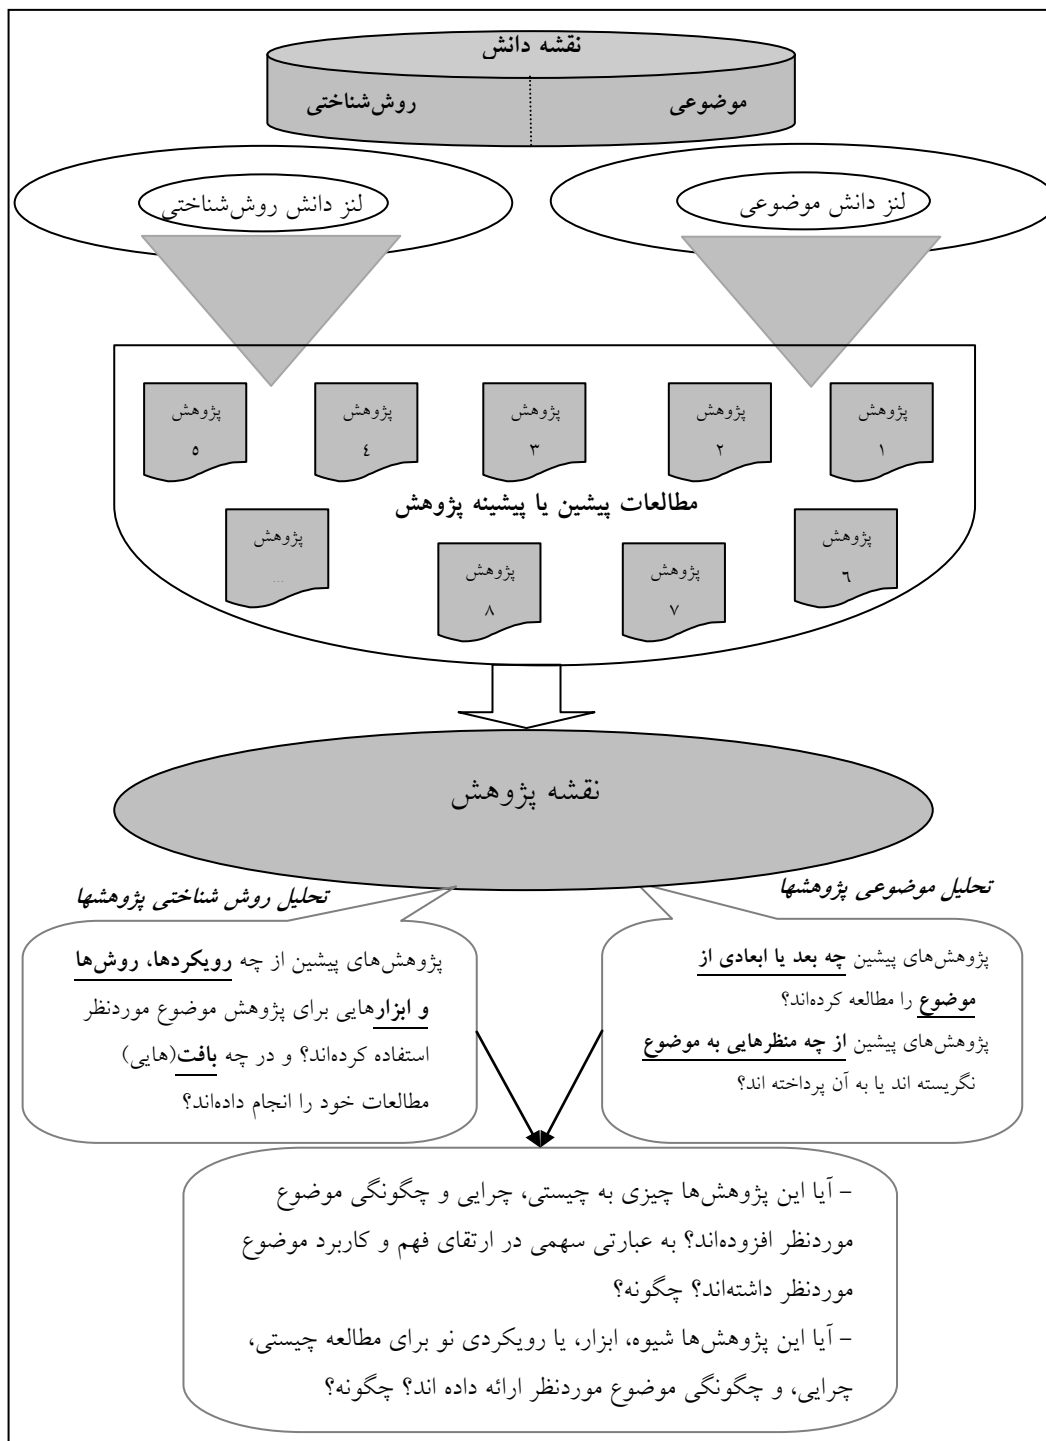 نقشه دانش
موضوعی
روش‌شناختی
لنز دانش موضوعی
لنز دانش روش‌شناختی
پژوهش
۱
پژوهش
۲
پژوهش
۳
پژوهش
٤
پژوهش
٥
مطالعات پیشین یا پیشینه پژوهش
پژوهش
٦
پژوهش
۷
پژوهش
۸
پژوهش
...
نقشه پژوهش
تحلیل موضوعی پژوهشها
پژوهش‌های پیشین چه بعد یا ابعادی از
موضوع را مطالعه کرده‌اند؟
پژوهش‌های پیشین از چه منظرهایی به موضوع
نگریسته اند یا به آن پرداخته اند؟
تحلیل روش شناختی پژوهشها
پژوهش‌های پیشین از چه رویکردها، روش‌ها
و ابزارهایی برای پژوهش موضوع موردنظر
استفاده کرده‌اند؟ و در چه بافت(هایی)
مطالعات خود را انجام داده‌اند؟
- آیا این پژوهش‌ها چیزی به چیستی، چرایی و چگونگی موضوع
موردنظر افزوده‌اند؟ به عبارتی سهمی در ارتقای فهم و کاربرد موضوع
موردنظر داشته‌اند؟ چگونه؟
- آیا این پژوهش‌ها شیوه، ابزار، یا رویکردی نو برای مطالعه چیستی،
چرایی، و چگونگی موضوع موردنظر ارائه داده اند؟ چگونه؟